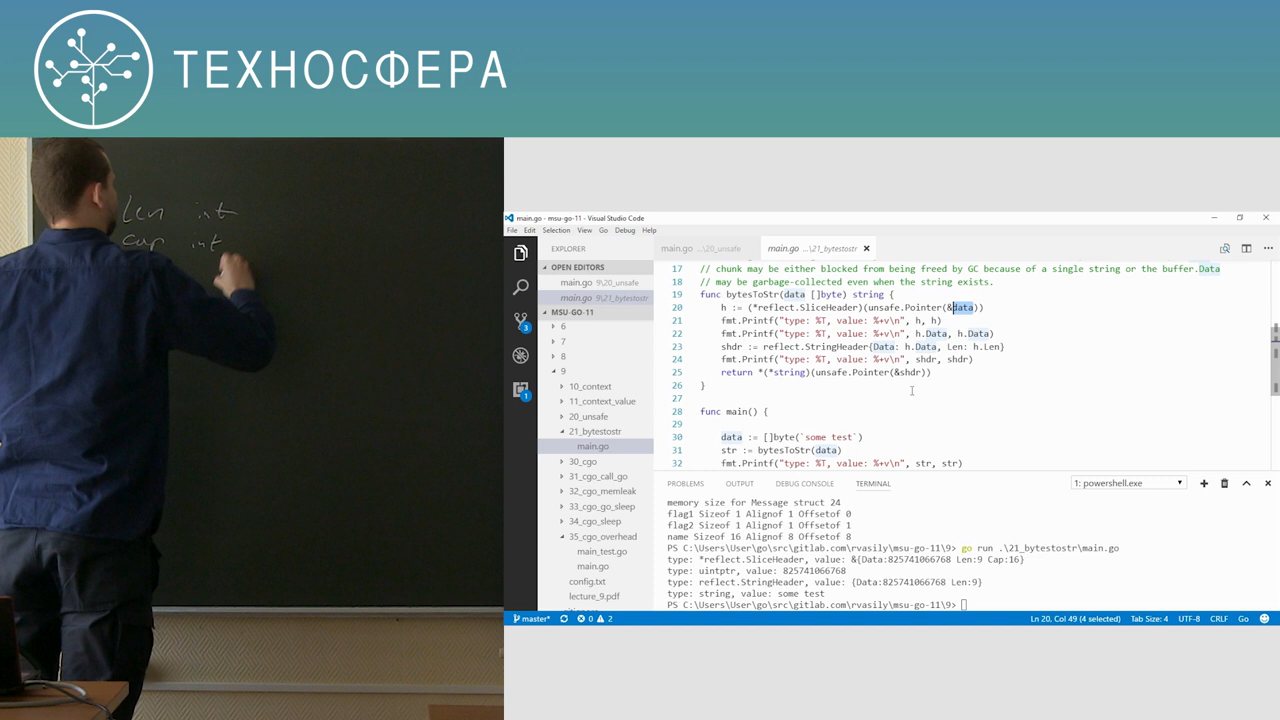 ТЕХНОСФЕРА
len int
cap int
main.go - msu-go-11 - Visual Studio Code
File Edit Selection View Go Debug Help
EXPLORER
OPEN EDITORS
main.go 9\20_unsafe
main.go 9\21_bytestostr
MSU-GO-11
6
7
8
9
10_context
11_context_value
20_unsafe
21_bytestostr
main.go
30_cgo
31_cgo_call_go
32_cgo_memleak
33_cgo_go_sleep
34_cgo_sleep
35_cgo_overhead
main_test.go
main.go
config.txt
lecture_9.pdf
3
1
main.go ...\20_unsafe
main.go ...\21_bytestostr
17 // chunk may be either blocked from being freed by GC because of a single string or the buffer.Data
18 // may be garbage-collected even when the string exists.
19 func bytesToStr(data []byte) string {
20 h := (*reflect.SliceHeader)(unsafe.Pointer(&data))
21 fmt.Printf("type: %T, value: %+v\n", h, h)
22 fmt.Printf("type: %T, value: %+v\n", h.Data, h.Data)
23 shdr := reflect.StringHeader{Data: h.Data, Len: h.Len}
24 fmt.Printf("type: %T, value: %+v\n", shdr, shdr)
25 return *(*string)(unsafe.Pointer(&shdr))
26 }
27
28 func main() {
29
30 data := []byte(`some test`)
31 str := bytesToStr(data)
32 fmt.Printf("type: %T, value: %+v\n", str, str)
PROBLEMS OUTPUT DEBUG CONSOLE TERMINAL
1: powershell.exe
memory size for Message struct 24
flag1 Sizeof 1 Alignof 1 Offsetof 0
flag2 Sizeof 1 Alignof 1 Offsetof 1
name Sizeof 16 Alignof 8 Offsetof 8
PS C:\Users\User\go\src\gitlab.com\rvasily\msu-go-11\9> go run .\21_bytestostr\main.go
type: *reflect.SliceHeader, value: &{Data:825741066768 Len:9 Cap:16}
type: uintptr, value: 825741066768
type: reflect.StringHeader, value: {Data:825741066768 Len:9}
type: string, value: some test
PS C:\Users\User\go\src\gitlab.com\rvasily\msu-go-11\9>
master* 0 2
Ln 20, Col 49 (4 selected) Tab Size: 4 UTF-8 CRLF Go